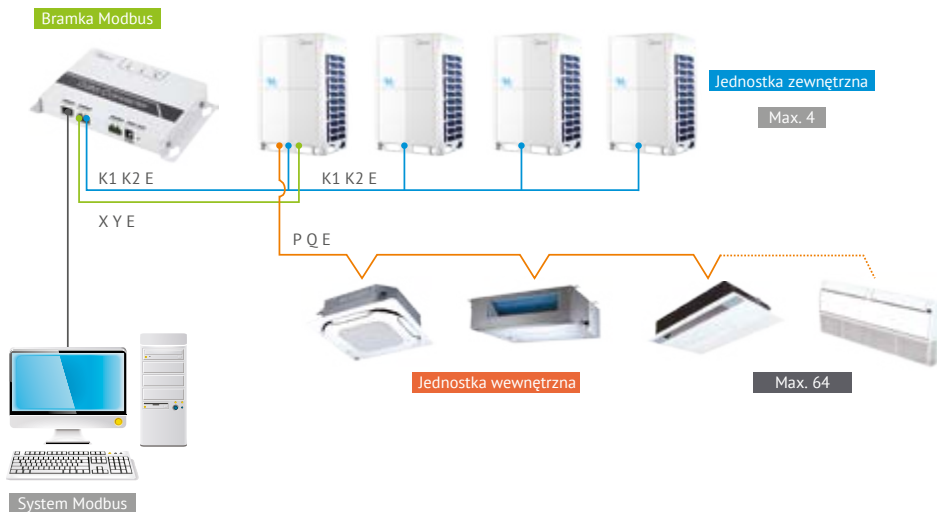 Bramka Modbus
Jednostka zewnętrzna
Max. 4
K1 K2 E
K1 K2 E
X Y E
P Q E
Jednostka wewnętrzna
Max. 64
System Modbus